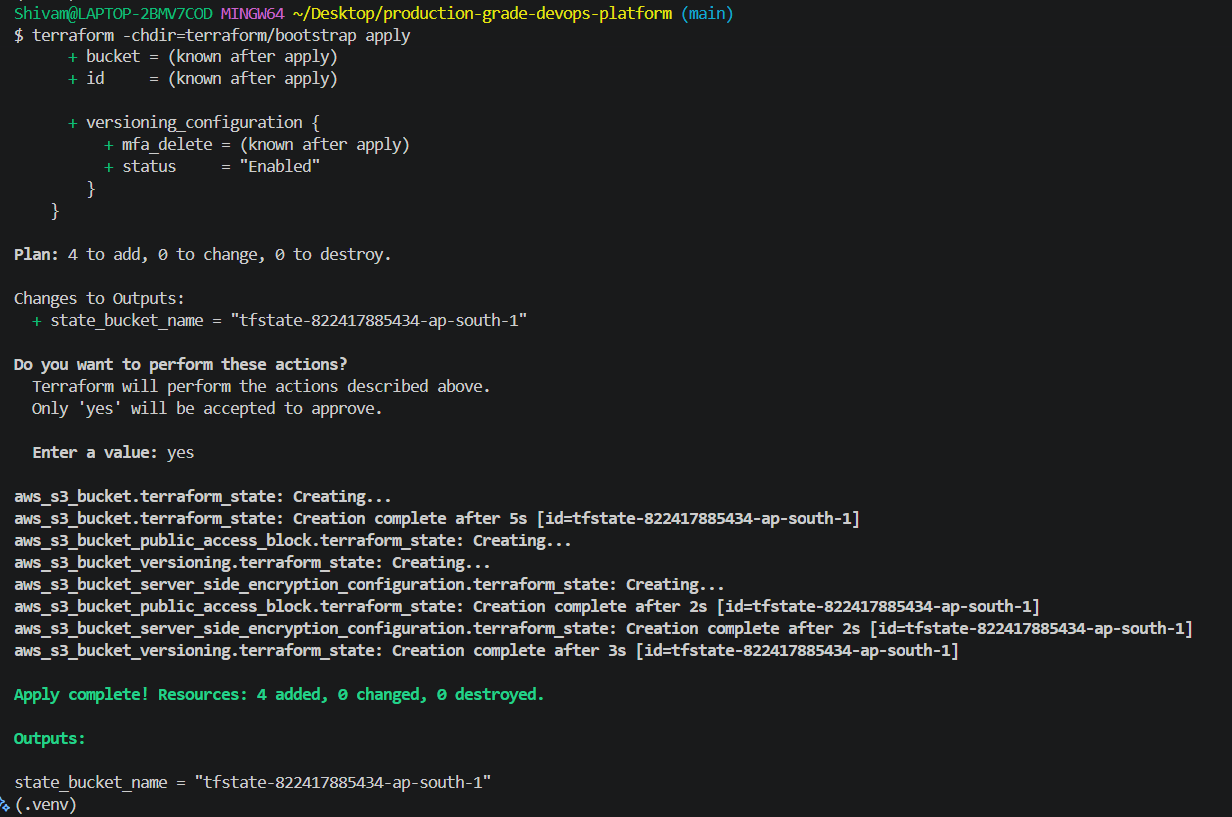 Shivam@LAPTOP-2BMV7COD MINGW64 ~/Desktop/production-grade-devops-platform (main)
$ terraform -chdir=terraform/bootstrap apply
      + bucket = (known after apply)
      + id     = (known after apply)

      + versioning_configuration {
          + mfa_delete = (known after apply)
          + status     = "Enabled"
        }
    }

Plan: 4 to add, 0 to change, 0 to destroy.

Changes to Outputs:
  + state_bucket_name = "tfstate-822417885434-ap-south-1"

Do you want to perform these actions?
  Terraform will perform the actions described above.
  Only 'yes' will be accepted to approve.

  Enter a value: yes

aws_s3_bucket.terraform_state: Creating...
aws_s3_bucket.terraform_state: Creation complete after 5s [id=tfstate-822417885434-ap-south-1]
aws_s3_bucket_public_access_block.terraform_state: Creating...
aws_s3_bucket_versioning.terraform_state: Creating...
aws_s3_bucket_server_side_encryption_configuration.terraform_state: Creating...
aws_s3_bucket_public_access_block.terraform_state: Creation complete after 2s [id=tfstate-822417885434-ap-south-1]
aws_s3_bucket_server_side_encryption_configuration.terraform_state: Creation complete after 2s [id=tfstate-822417885434-ap-south-1]
aws_s3_bucket_versioning.terraform_state: Creation complete after 3s [id=tfstate-822417885434-ap-south-1]

Apply complete! Resources: 4 added, 0 changed, 0 destroyed.

Outputs:

state_bucket_name = "tfstate-822417885434-ap-south-1"
(.venv)